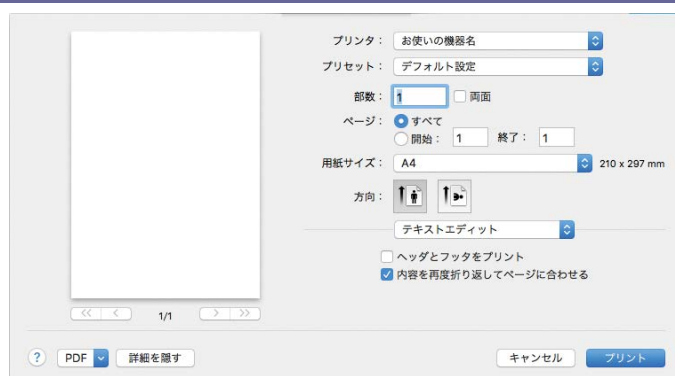 プリンタ： お使いの機器名
プリセット： デフォルト設定
部数： 1 両面
ページ： すべて
開始： 1 終了： 1
用紙サイズ： A4 210 x 297 mm
方向：
テキストエディット
ヘッダとフッタをプリント
内容を再度折り返してページに合わせる
<< < 1/1 > >>
? PDF 詳細を隠す キャンセル プリント